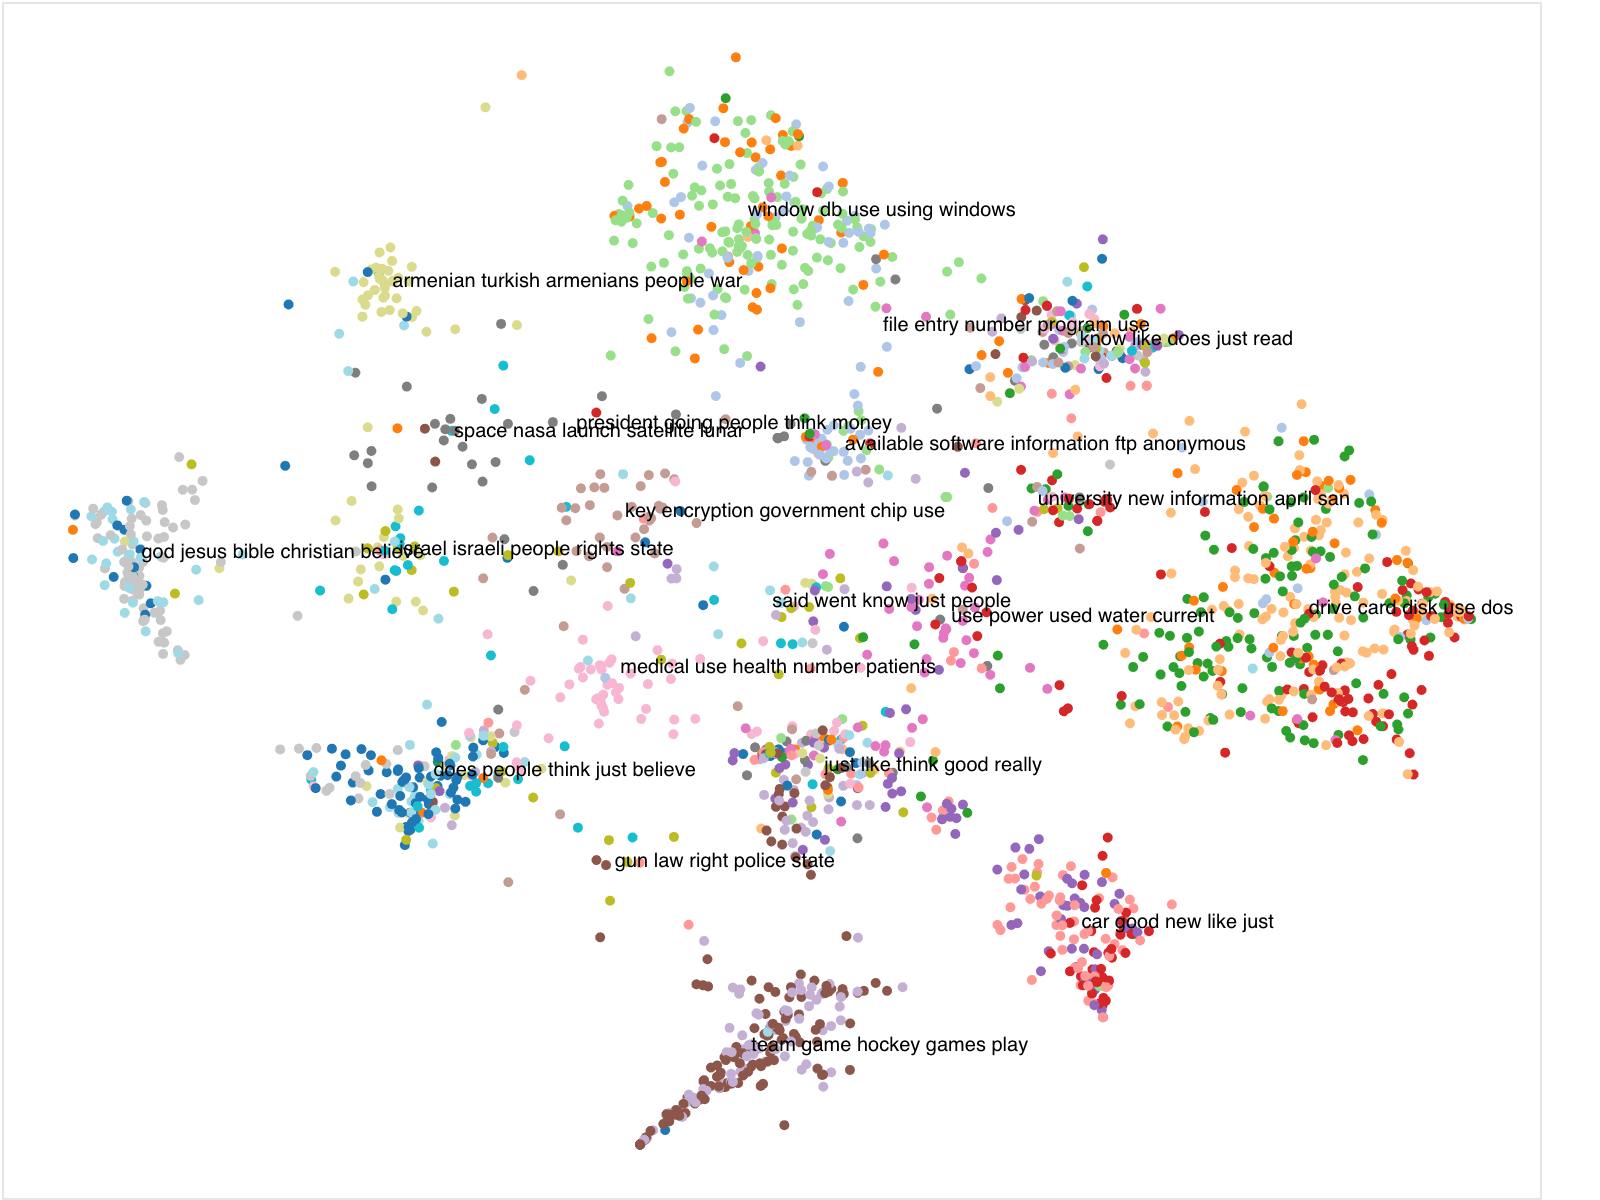 window db use using windows
armenian turkish armenians people war
file entry number program use
know like does just read
president going people think money
space nasa launch satellite lunar
available software information ftp anonymous
university new information april san
key encryption government chip use
god jesus bible christian believe
israel israeli people rights state
said went know just people
drive card disk use dos
use power used water current
medical use health number patients
just like think good really
does people think just believe
gun law right police state
car good new like just
team game hockey games play